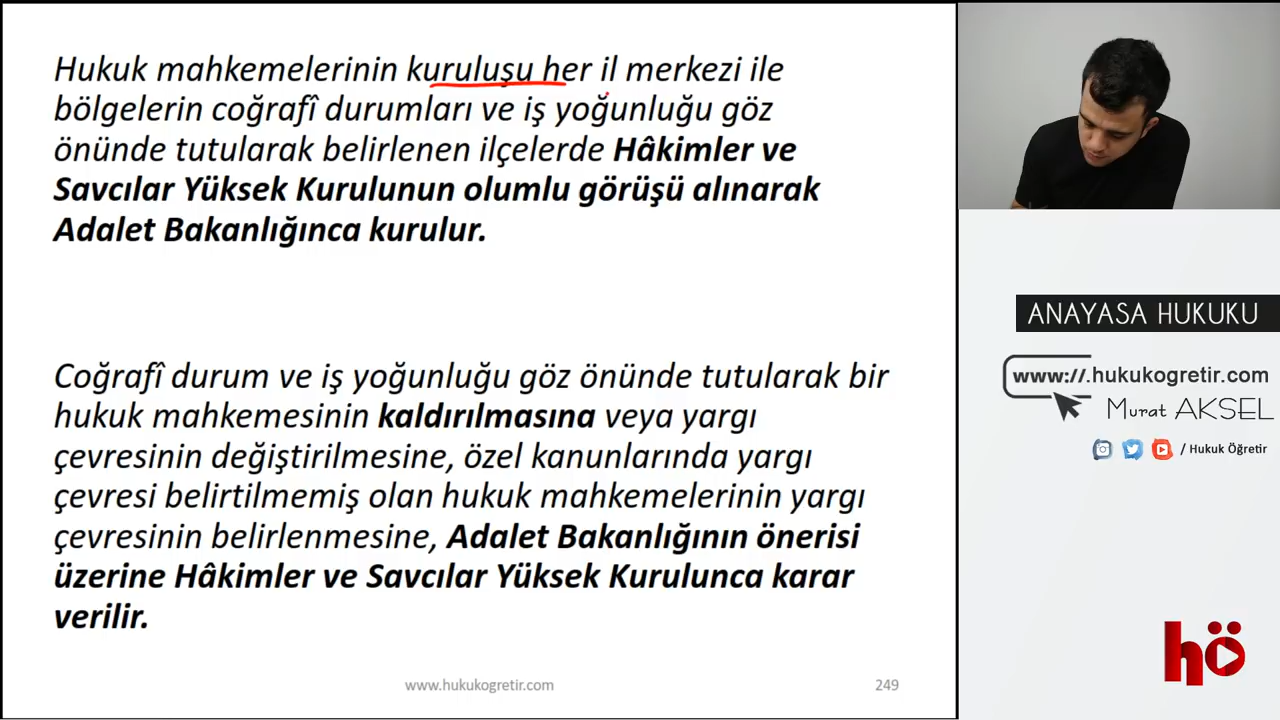 Hukuk mahkemelerinin kuruluşu her il merkezi ile
bölgelerin coğrafî durumları ve iş yoğunluğu göz
önünde tutularak belirlenen ilçelerde Hâkimler ve
Savcılar Yüksek Kurulunun olumlu görüşü alınarak
Adalet Bakanlığınca kurulur.
Coğrafî durum ve iş yoğunluğu göz önünde tutularak bir
hukuk mahkemesinin kaldırılmasına veya yargı
çevresinin değiştirilmesine, özel kanunlarında yargı
çevresi belirtilmemiş olan hukuk mahkemelerinin yargı
çevresinin belirlenmesine, Adalet Bakanlığının önerisi
üzerine Hâkimler ve Savcılar Yüksek Kurulunca karar
verilir.
www.hukukogretir.com
249
ANAYASA HUKUKU
www://.hukukogretir.com
Murat AKSEL
/ Hukuk Öğretir
hö